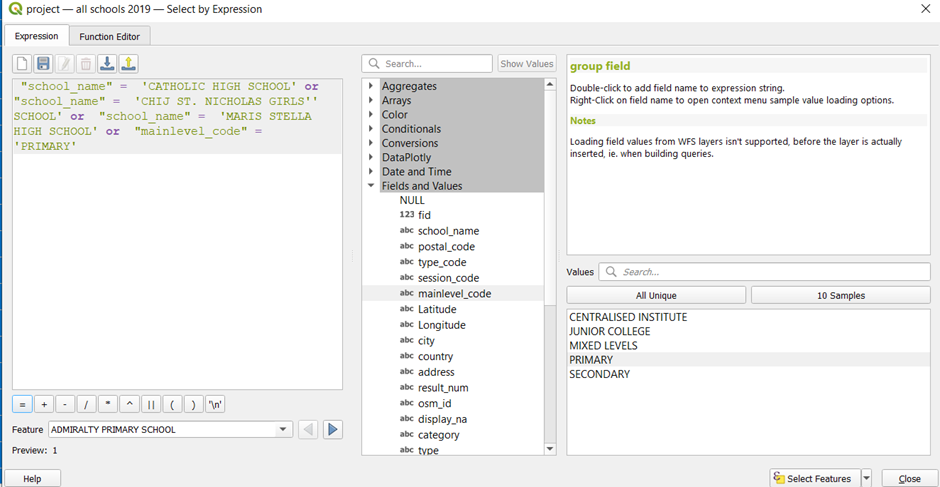 project — all schools 2019 — Select by Expression
Expression
Function Editor
"school_name" = 'CATHOLIC HIGH SCHOOL' or
"school_name" = 'CHIJ ST. NICHOLAS GIRLS''
SCHOOL' or "school_name" = 'MARIS STELLA
HIGH SCHOOL' or "mainlevel_code" =
'PRIMARY'
= + - / * ^ || ( ) '\n'
Feature ADMIRALTY PRIMARY SCHOOL
Preview: 1
Help
Search...
Show Values
Aggregates
Arrays
Color
Conditionals
Conversions
DataPlotly
Date and Time
Fields and Values
NULL
123 fid
abc school_name
abc postal_code
abc type_code
abc session_code
abc mainlevel_code
abc Latitude
abc Longitude
abc city
abc country
abc address
abc result_num
abc osm_id
abc display_na
abc category
abc type
group field
Double-click to add field name to expression string.
Right-Click on field name to open context menu sample value loading options.
Notes
Loading field values from WFS layers isn't supported, before the layer is actually
inserted, ie. when building queries.
Values Search...
All Unique
10 Samples
CENTRALISED INSTITUTE
JUNIOR COLLEGE
MIXED LEVELS
PRIMARY
SECONDARY
Select Features
Close